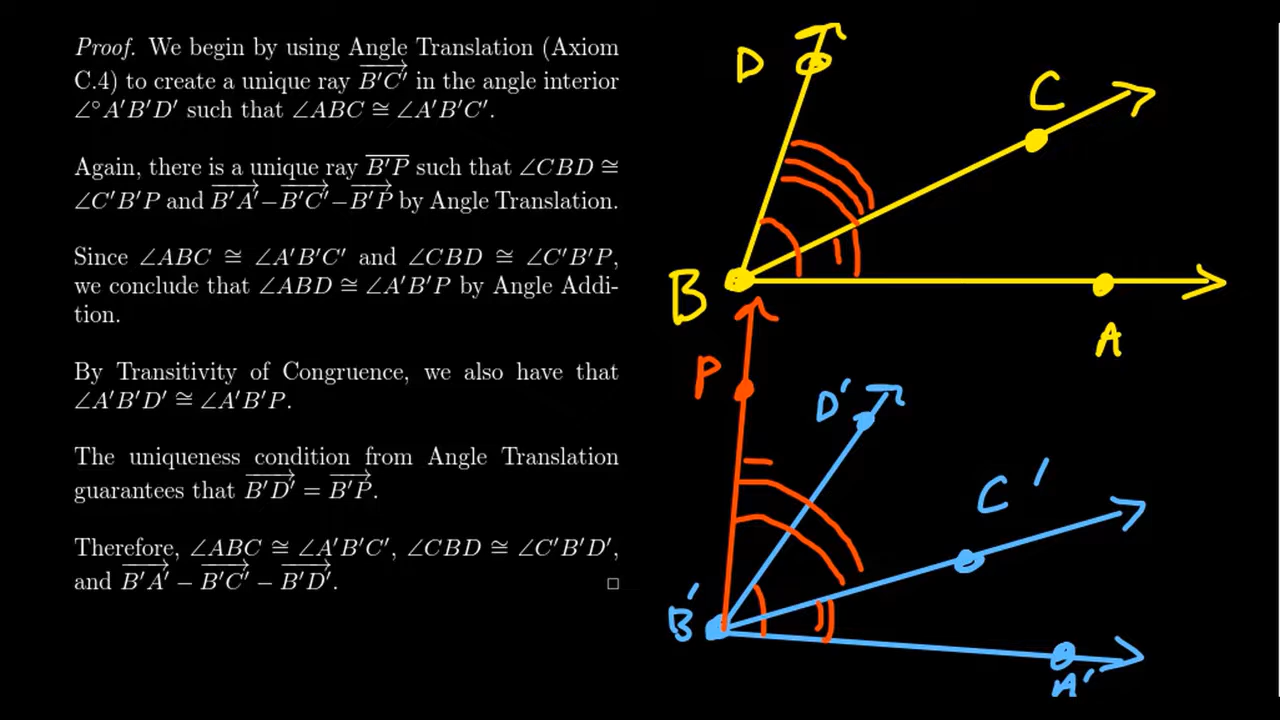 Proof. We begin by using Angle Translation (Axiom
C.4) to create a unique ray B′C′ in the angle interior
∠°A′B′D′ such that ∠ABC ≅ ∠A′B′C′.
Again, there is a unique ray B′P such that ∠CBD ≅
∠C′B′P and B′A′−B′C′−B′P by Angle Translation.
Since ∠ABC ≅ ∠A′B′C′ and ∠CBD ≅ ∠C′B′P,
we conclude that ∠ABD ≅ ∠A′B′P by Angle Addi-
tion.
By Transitivity of Congruence, we also have that
∠A′B′D′ ≅ ∠A′B′P.
The uniqueness condition from Angle Translation
guarantees that B′D′ = B′P.
Therefore, ∠ABC ≅ ∠A′B′C′, ∠CBD ≅ ∠C′B′D′,
and B′A′ − B′C′ − B′D′. □
D
C
B
A
P
D′
C′
B′
A′